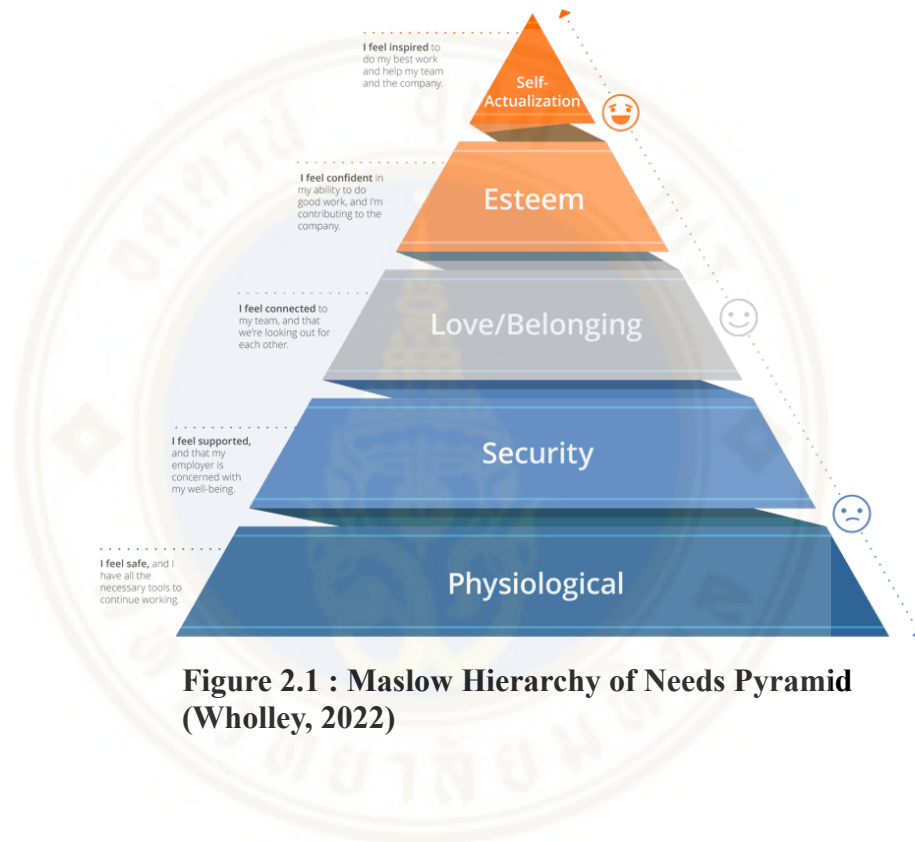 I feel inspired to
do my best work
and help my team
and the company.
Self-
Actualization
I feel confident in
my ability to do
good work, and I'm
contributing to the
company.
Esteem
I feel connected to
my team, and that
we're looking out for
each other.
Love/Belonging
I feel supported,
and that my
employer is
concerned with
my well-being.
Security
I feel safe, and I
have all the
necessary tools to
continue working.
Physiological
Figure 2.1 : Maslow Hierarchy of Needs Pyramid
(Wholley, 2022)